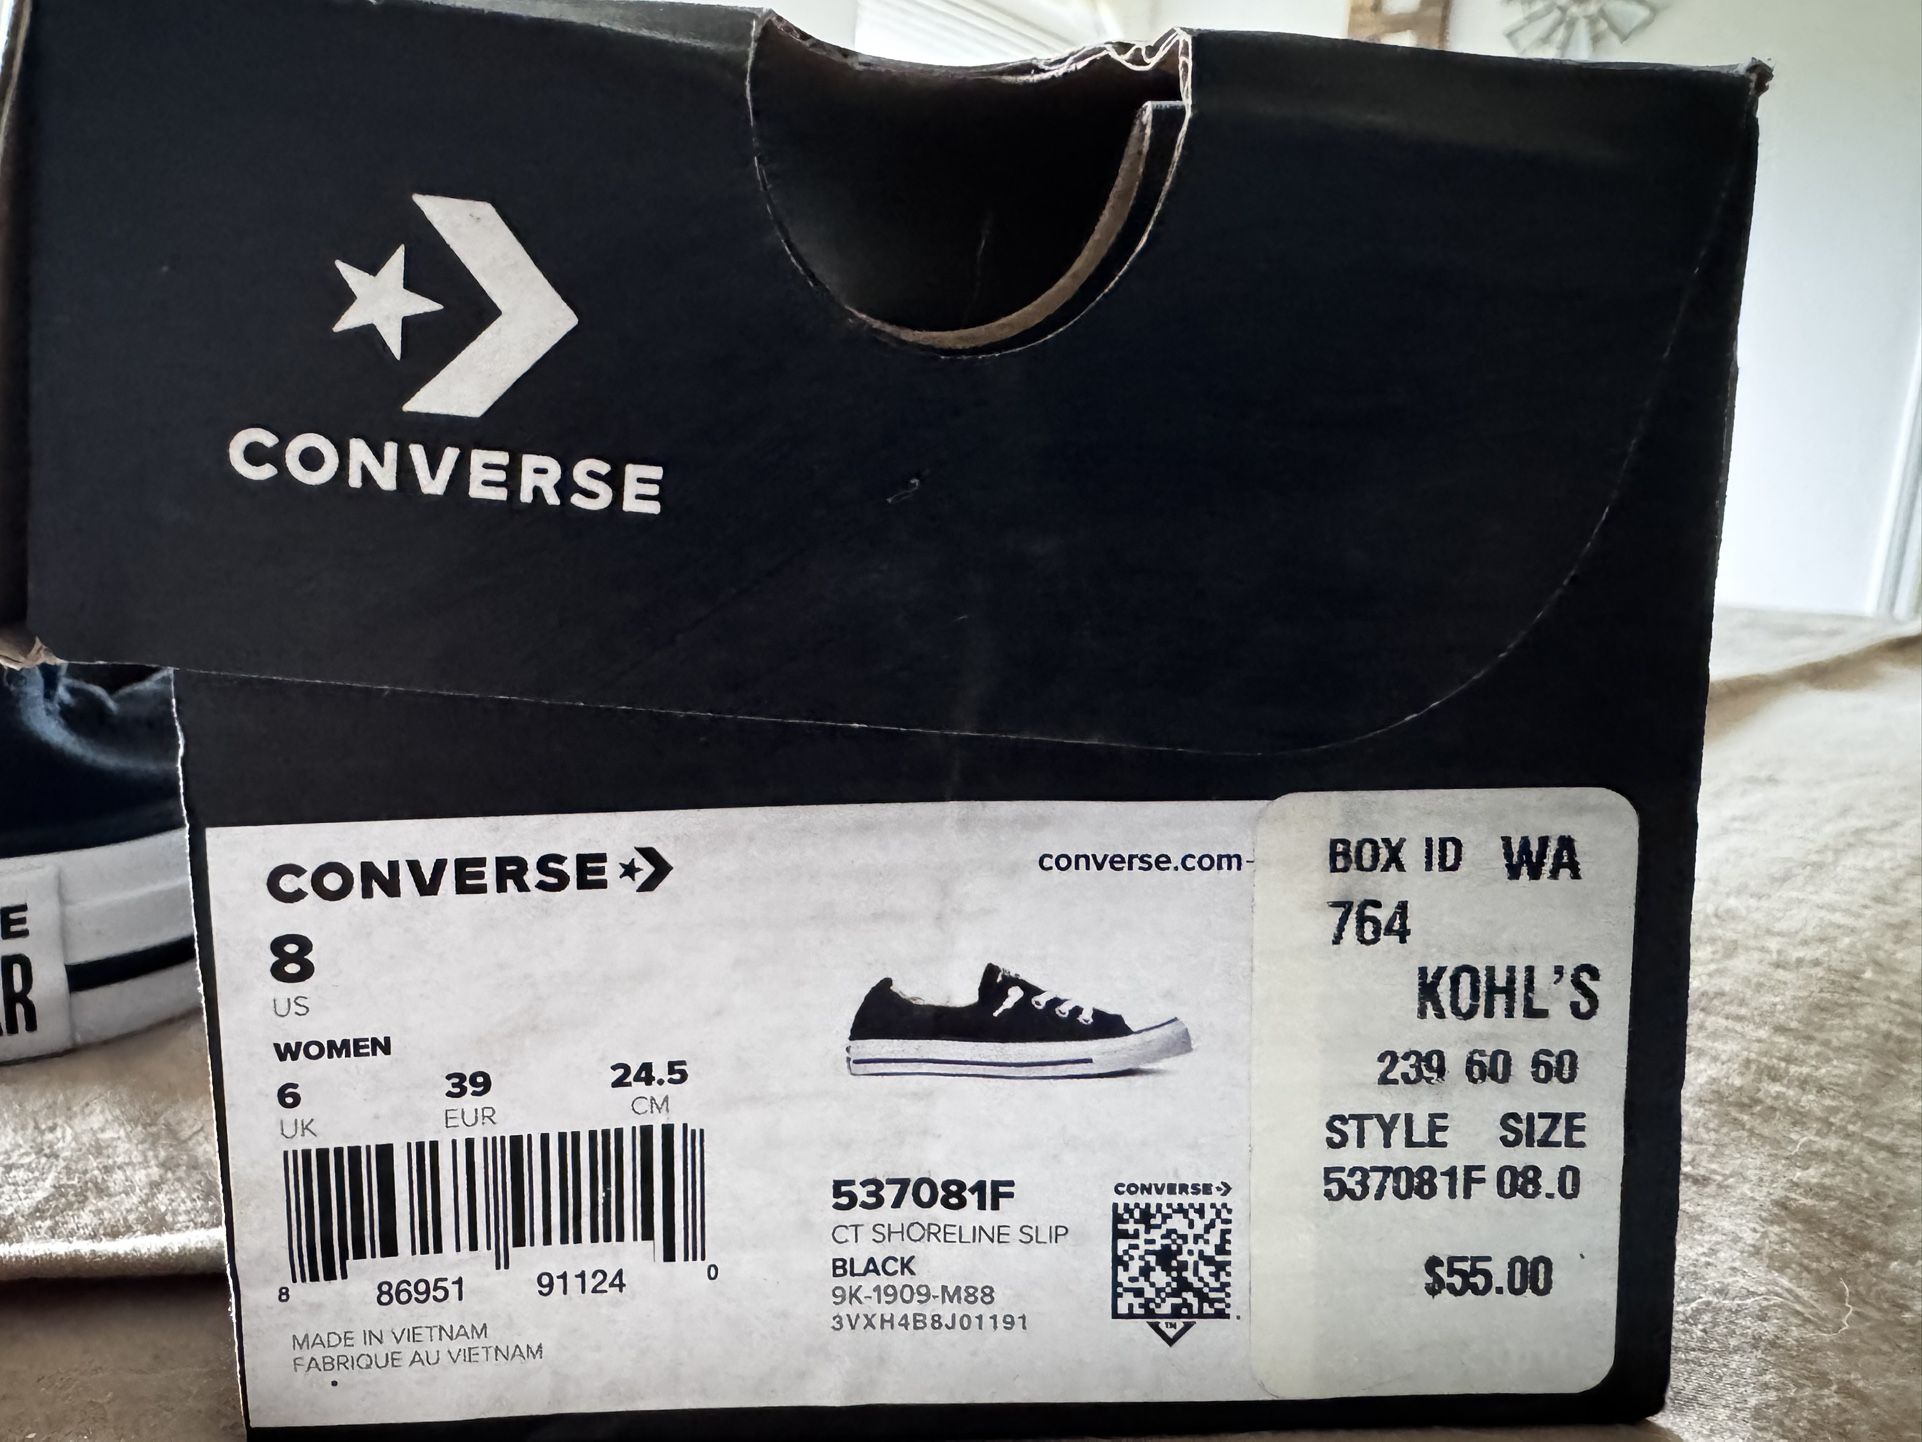 CONVERSE
CONVERSE
converse.com
8
US
WOMEN
6 39 24.5
UK EUR CM
8 86951 91124 0
MADE IN VIETNAM
FABRIQUE AU VIETNAM
537081F
CT SHORELINE SLIP
BLACK
9K-1909-M88
3VXH4B8J01191
CONVERSE
TM
BOX ID WA
764
KOHL'S
239 60 60
STYLE SIZE
537081F 08.0
$55.00
E
R